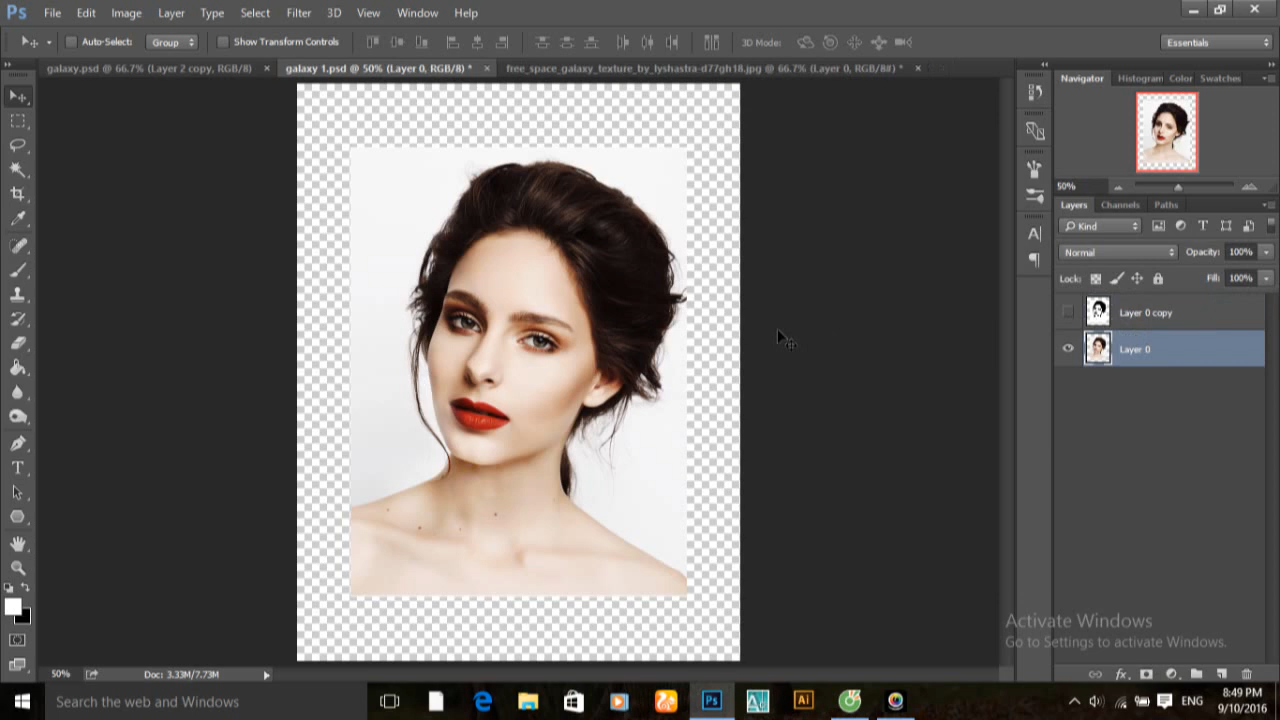 Ps File Edit Image Layer Type Select Filter 3D View Window Help
Auto-Select: Group Show Transform Controls 3D Mode: Essentials
galaxy.psd @ 66.7% (Layer 2 copy, RGB/8) × galaxy 1.psd @ 50% (Layer 0, RGB/8) * × free_space_galaxy_texture_by_lyshastra-d77gh18.jpg @ 66.7% (Layer 0, RGB/8#) * ×
Navigator Histogram Color Swatches
50%
Layers Channels Paths
Kind
Normal Opacity: 100%
Lock: Fill: 100%
Layer 0 copy
Layer 0
Activate Windows
Go to Settings to activate Windows.
50% Doc: 3.33M/7.73M
Search the web and Windows
Ps
Ai
ENG
8:49 PM
9/10/2016